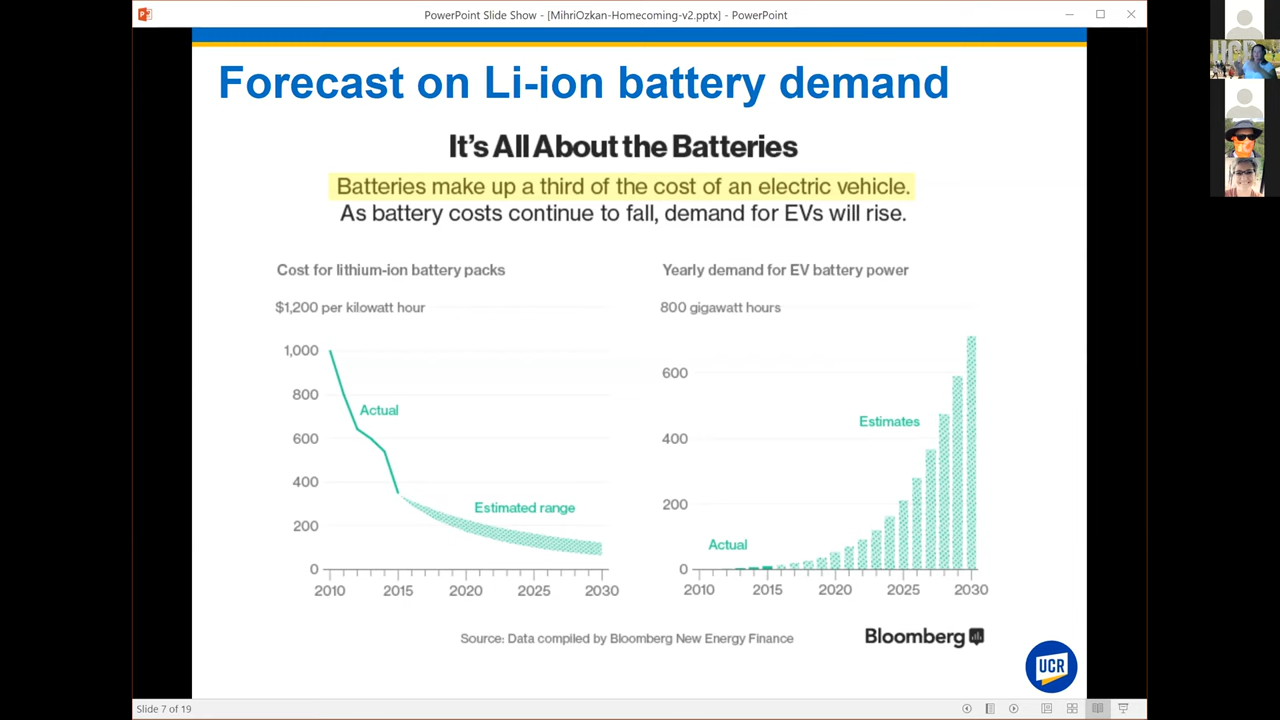 PowerPoint Slide Show - [MihriOzkan-Homecoming-v2.pptx] - PowerPoint
Forecast on Li-ion battery demand
It's All About the Batteries
Batteries make up a third of the cost of an electric vehicle.
As battery costs continue to fall, demand for EVs will rise.
Cost for lithium-ion battery packs
$1,200 per kilowatt hour
1,000
800
600
400
200
0
Actual
Estimated range
2010 2015 2020 2025 2030
Yearly demand for EV battery power
800 gigawatt hours
600
400
200
0
Estimates
Actual
2010 2015 2020 2025 2030
Source: Data compiled by Bloomberg New Energy Finance
Bloomberg
UCR
Slide 7 of 19
UCR